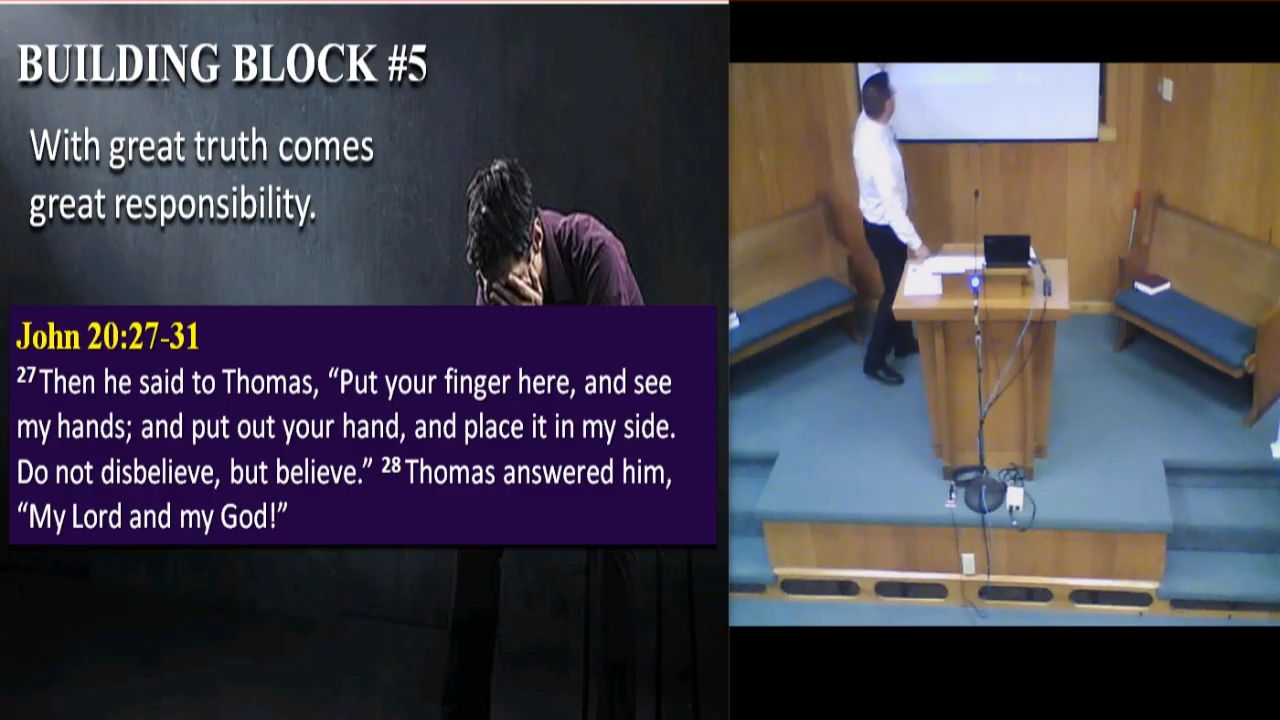 BUILDING BLOCK #5
With great truth comes
great responsibility.
John 20:27-31
27 Then he said to Thomas, “Put your finger here, and see
my hands; and put out your hand, and place it in my side.
Do not disbelieve, but believe.” 28 Thomas answered him,
“My Lord and my God!”